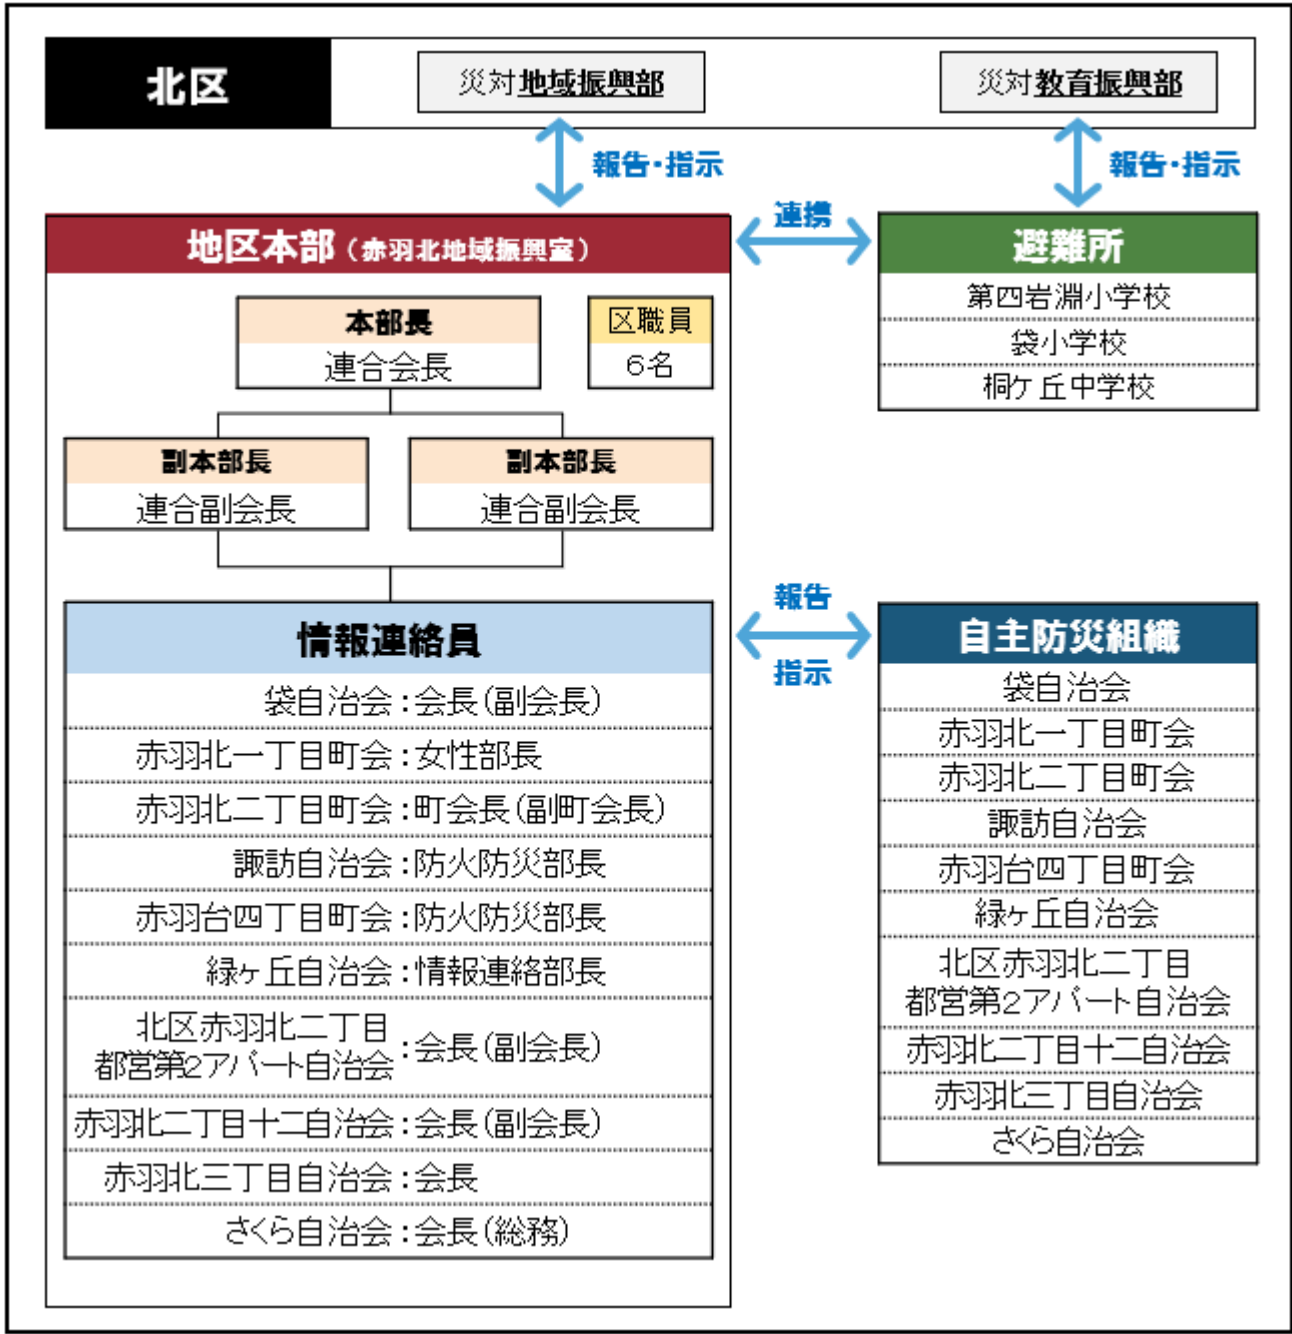 北区
災対地域振興部
災対教育振興部
報告・指示
報告・指示
地区本部（赤羽北地域振興室）
連携
避難所
第四岩淵小学校
袋小学校
桐ケ丘中学校
本部長
連合会長
区職員
６名
副本部長
連合副会長
副本部長
連合副会長
情報連絡員
袋自治会：会長（副会長）
赤羽北一丁目町会：女性部長
赤羽北二丁目町会：町会長（副町会長）
諏訪自治会：防火防災部長
赤羽台四丁目町会：防火防災部長
緑ヶ丘自治会：情報連絡部長
北区赤羽北二丁目
都営第２アパート自治会：会長（副会長）
赤羽北二丁目十二自治会：会長（副会長）
赤羽北三丁目自治会：会長
さくら自治会：会長（総務）
報告
指示
自主防災組織
袋自治会
赤羽北一丁目町会
赤羽北二丁目町会
諏訪自治会
赤羽台四丁目町会
緑ヶ丘自治会
北区赤羽北二丁目
都営第２アパート自治会
赤羽北二丁目十二自治会
赤羽北三丁目自治会
さくら自治会